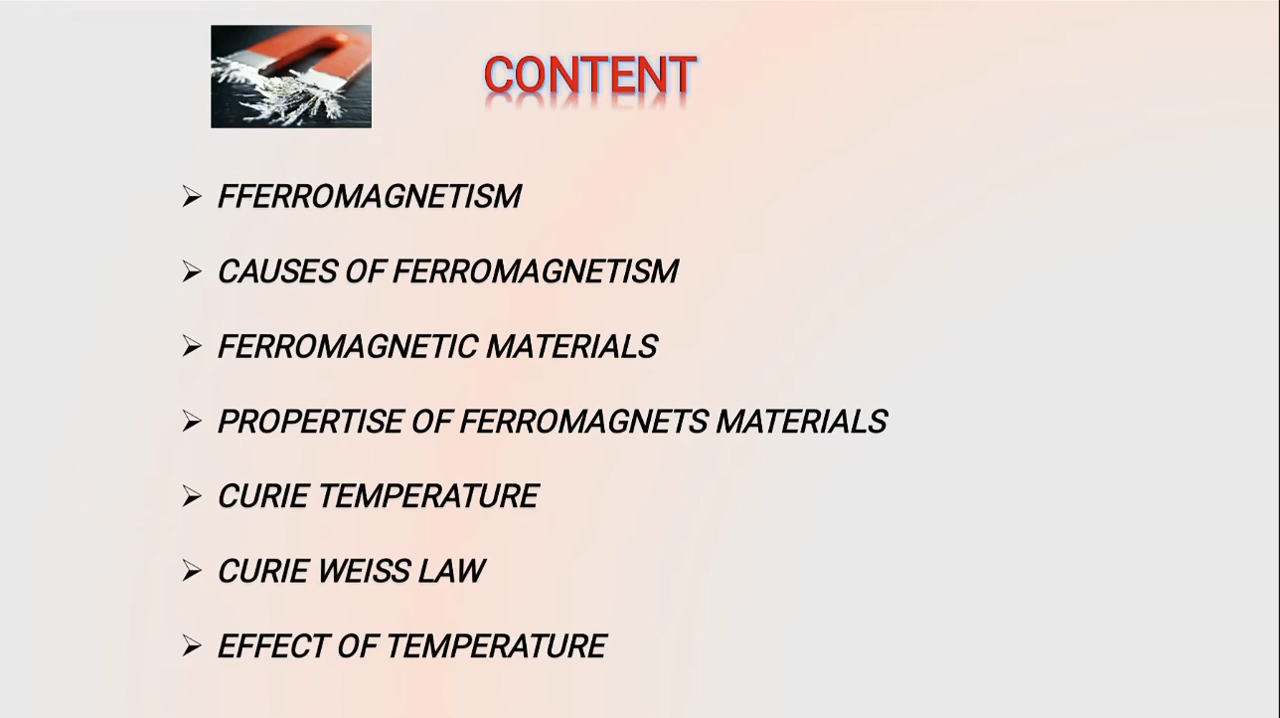 CONTENT
FFERROMAGNETISM
CAUSES OF FERROMAGNETISM
FERROMAGNETIC MATERIALS
PROPERTISE OF FERROMAGNETS MATERIALS
CURIE TEMPERATURE
CURIE WEISS LAW
EFFECT OF TEMPERATURE